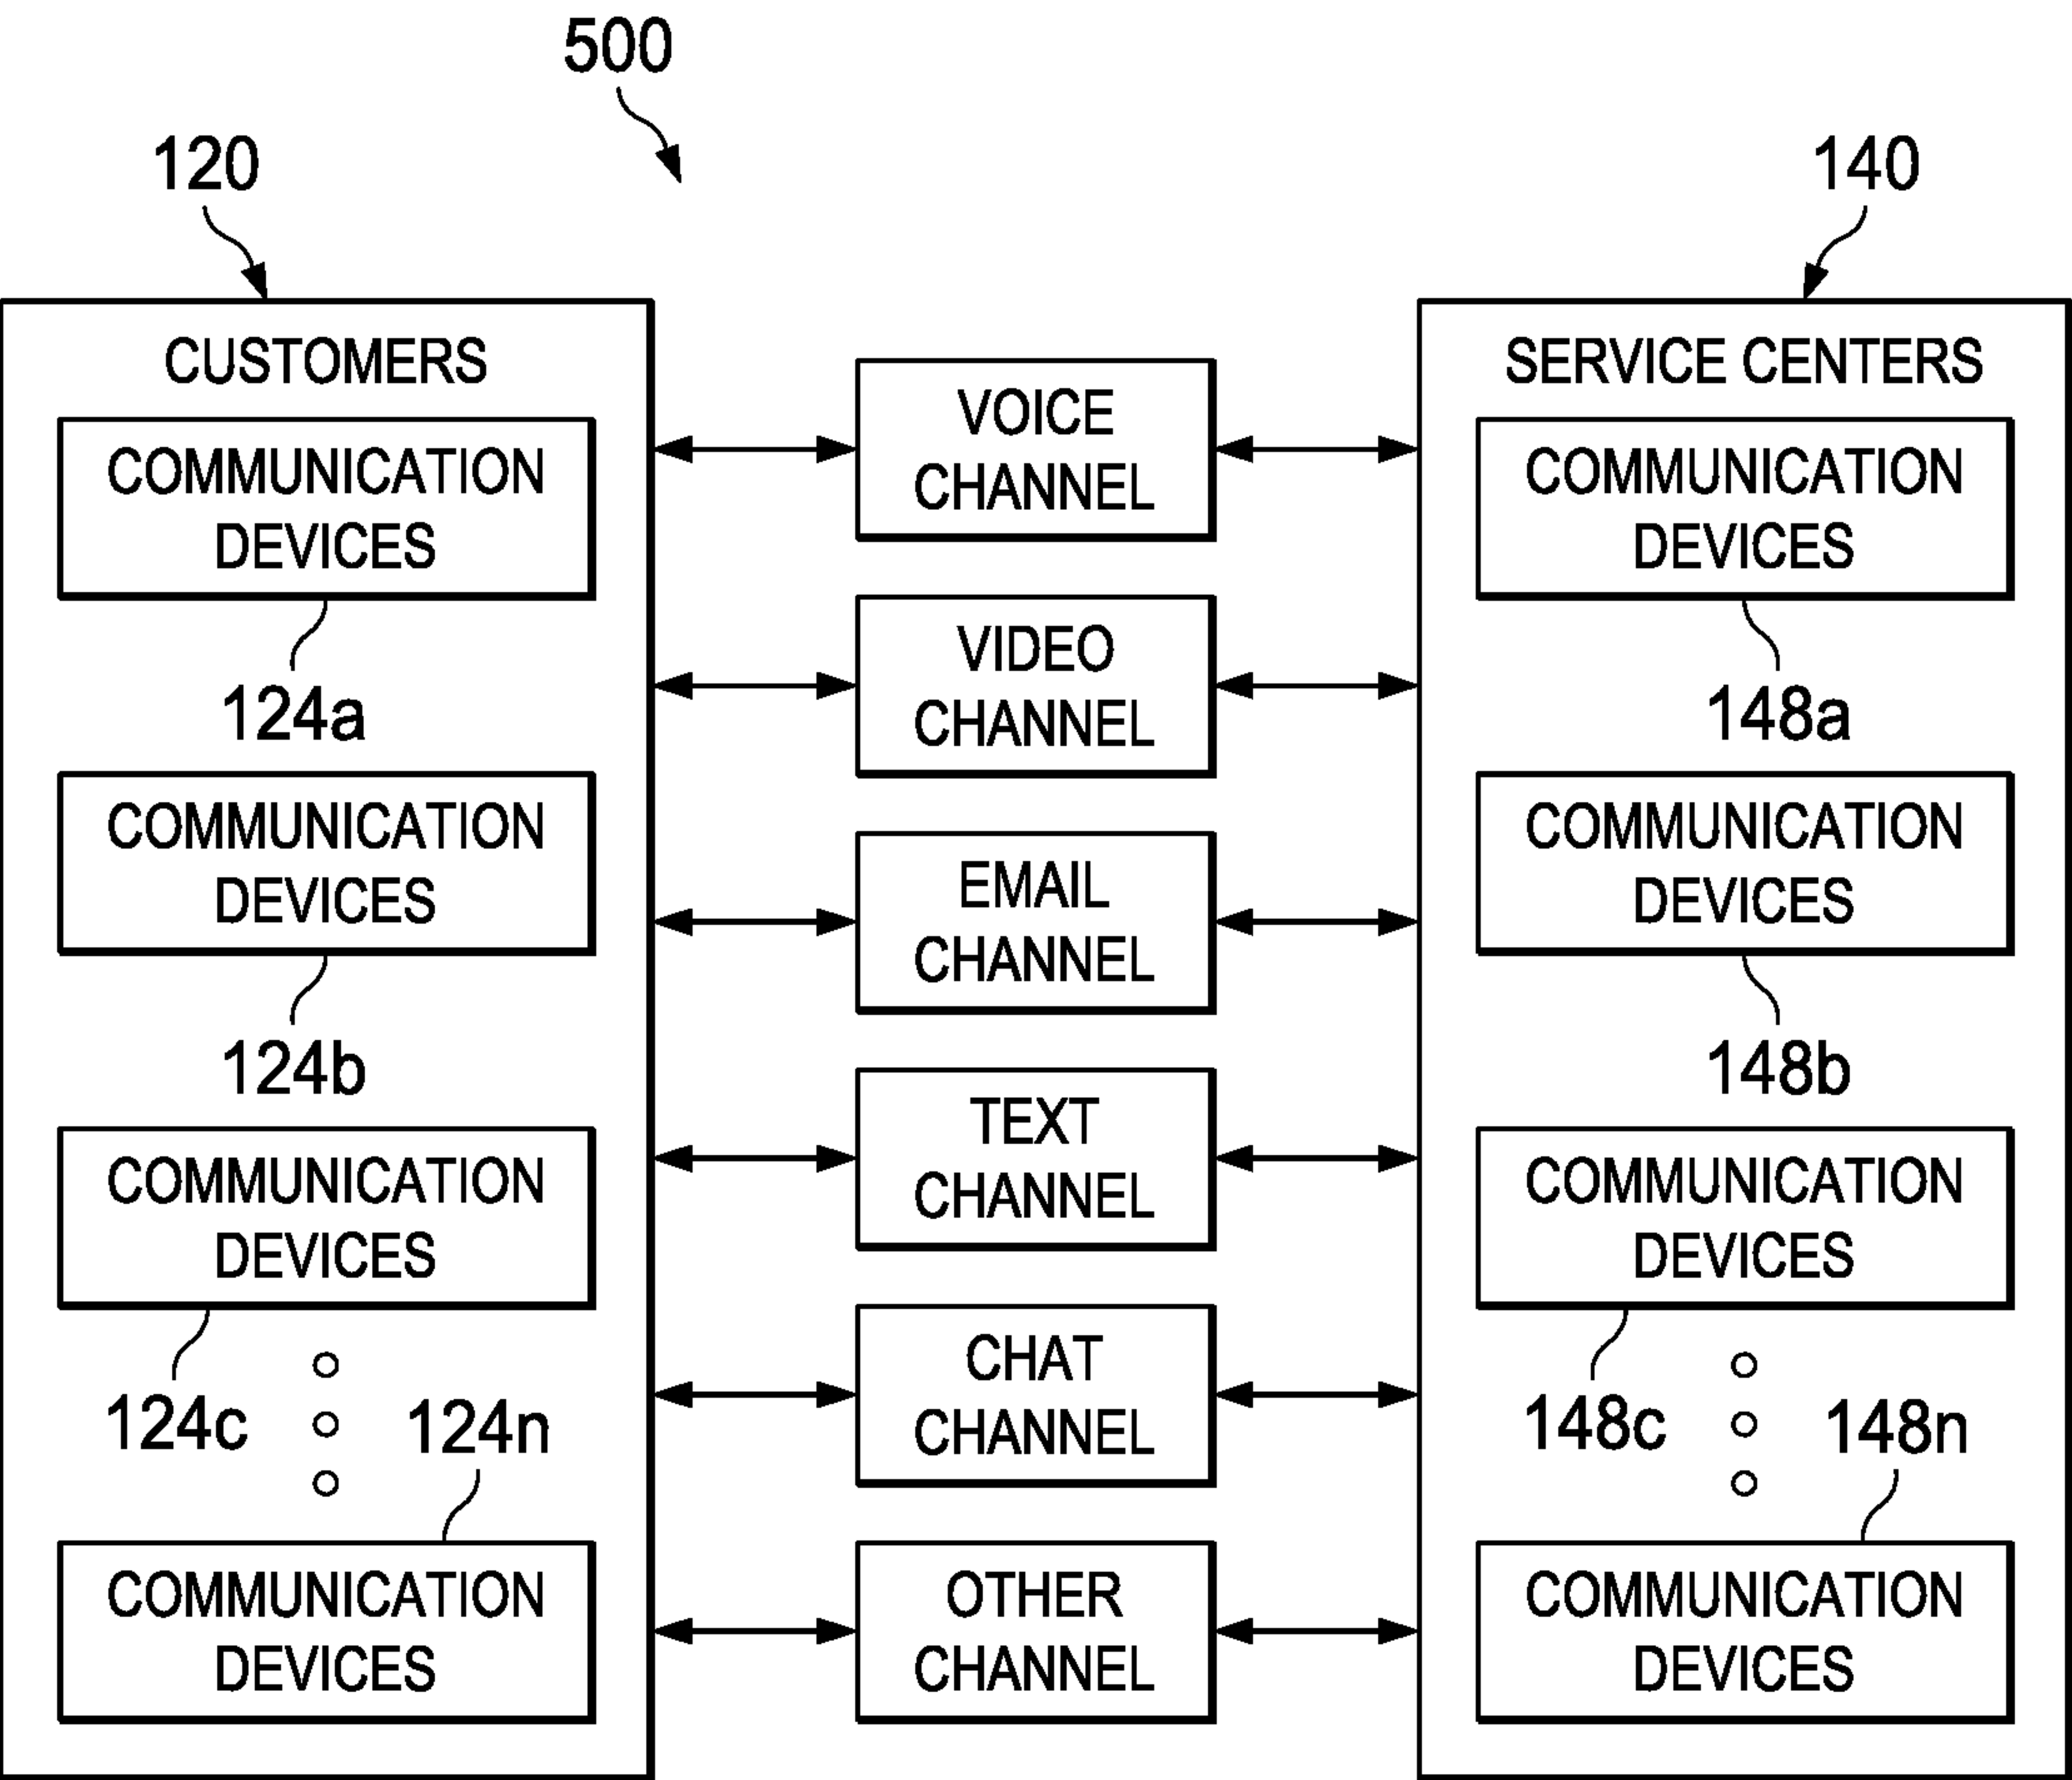 500
120
140
CUSTOMERS
COMMUNICATION
DEVICES
124a
COMMUNICATION
DEVICES
124b
COMMUNICATION
DEVICES
124c
124n
COMMUNICATION
DEVICES
VOICE
CHANNEL
VIDEO
CHANNEL
EMAIL
CHANNEL
TEXT
CHANNEL
CHAT
CHANNEL
OTHER
CHANNEL
SERVICE CENTERS
COMMUNICATION
DEVICES
148a
COMMUNICATION
DEVICES
148b
COMMUNICATION
DEVICES
148c
148n
COMMUNICATION
DEVICES